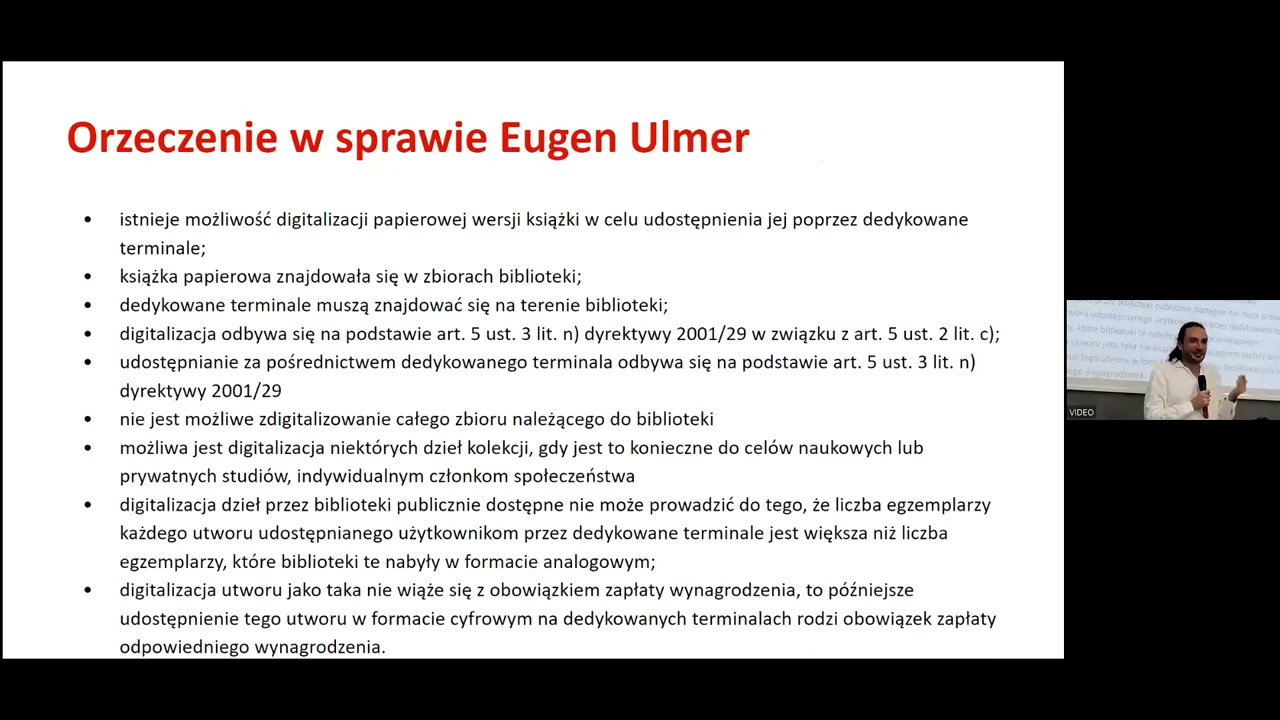 Orzeczenie w sprawie Eugen Ulmer
• istnieje możliwość digitalizacji papierowej wersji książki w celu udostępnienia jej poprzez dedykowane
terminale;
• książka papierowa znajdowała się w zbiorach biblioteki;
• dedykowane terminale muszą znajdować się na terenie biblioteki;
• digitalizacja odbywa się na podstawie art. 5 ust. 3 lit. n) dyrektywy 2001/29 w związku z art. 5 ust. 2 lit. c);
• udostępnianie za pośrednictwem dedykowanego terminala odbywa się na podstawie art. 5 ust. 3 lit. n)
dyrektywy 2001/29
• nie jest możliwe zdigitalizowanie całego zbioru należącego do biblioteki
• możliwa jest digitalizacja niektórych dzieł kolekcji, gdy jest to konieczne do celów naukowych lub
prywatnych studiów, indywidualnym członkom społeczeństwa
• digitalizacja dzieł przez biblioteki publicznie dostępne nie może prowadzić do tego, że liczba egzemplarzy
każdego utworu udostępnianego użytkownikom przez dedykowane terminale jest większa niż liczba
egzemplarzy, które biblioteki te nabyły w formacie analogowym;
• digitalizacja utworu jako taka nie wiąże się z obowiązkiem zapłaty wynagrodzenia, to późniejsze
udostępnienie tego utworu w formacie cyfrowym na dedykowanych terminalach rodzi obowiązek zapłaty
odpowiedniego wynagrodzenia.
VIDEO